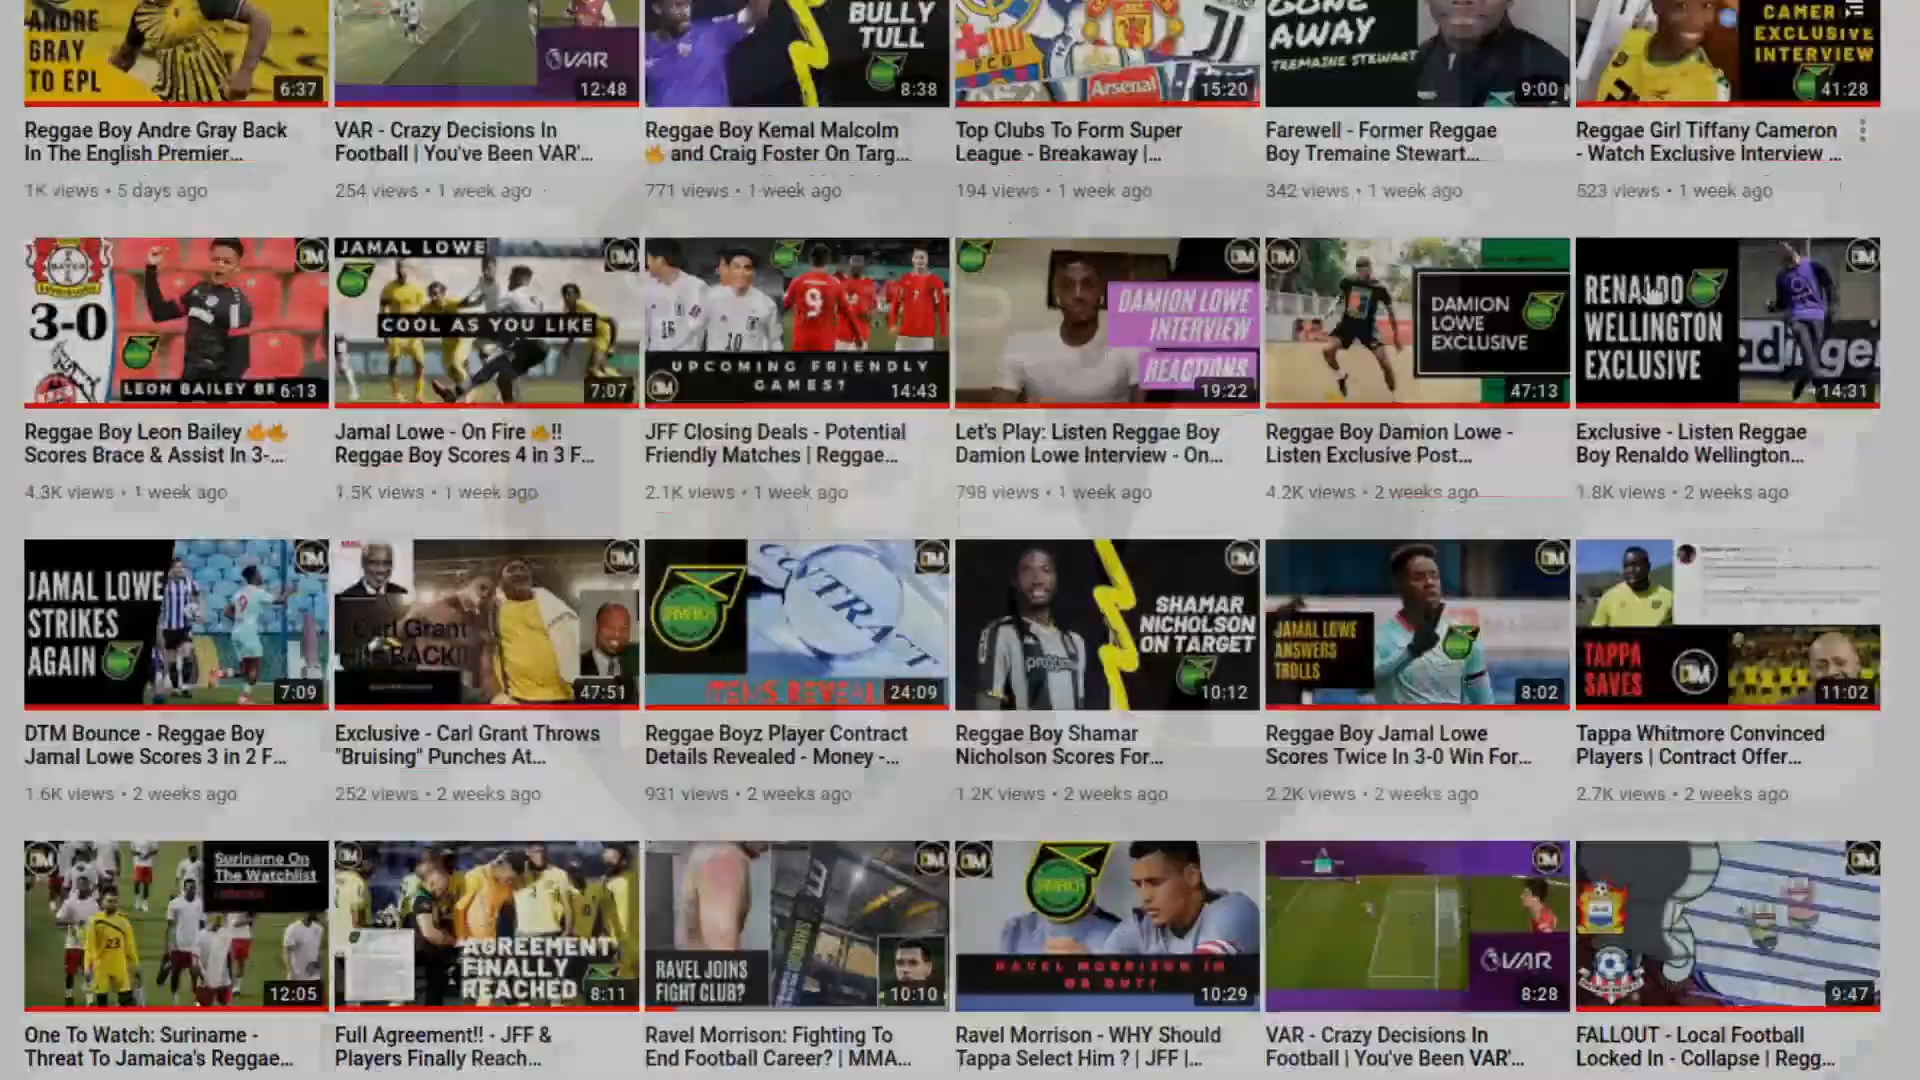 ANDRE
GRAY
TO EPL
6:37
VAR
12:48
BULLY
TULL
8:38
FCB
Arsenal
15:20
GONE
AWAY
TREMAINE STEWART
9:00
CAMER
EXCLUSIVE
INTERVIEW
41:28
Reggae Boy Andre Gray Back
In The English Premier...
1K views • 5 days ago
VAR - Crazy Decisions In
Football | You've Been VAR'...
254 views • 1 week ago
Reggae Boy Kemal Malcolm
🔥 and Craig Foster On Targ...
771 views • 1 week ago
Top Clubs To Form Super
League - Breakaway |...
194 views • 1 week ago
Farewell - Former Reggae
Boy Tremaine Stewart...
342 views • 1 week ago
Reggae Girl Tiffany Cameron
- Watch Exclusive Interview ...
523 views • 1 week ago
3-0
LEON BAILEY BR
6:13
JAMAL LOWE
COOL AS YOU LIKE
7:07
9
7
16
10
UPCOMING FRIENDLY
GAMES?
14:43
DAMION LOWE
INTERVIEW
REACTIONS
19:22
DAMION
LOWE
EXCLUSIVE
47:13
RENALDO
WELLINGTON
EXCLUSIVE
14:31
Reggae Boy Leon Bailey 🔥🔥
Scores Brace & Assist In 3-...
4.3K views • 1 week ago
Jamal Lowe - On Fire 🔥!!
Reggae Boy Scores 4 in 3 F...
1.5K views • 1 week ago
JFF Closing Deals - Potential
Friendly Matches | Reggae...
2.1K views • 1 week ago
Let's Play: Listen Reggae Boy
Damion Lowe Interview - On...
798 views • 1 week ago
Reggae Boy Damion Lowe -
Listen Exclusive Post...
4.2K views • 2 weeks ago
Exclusive - Listen Reggae
Boy Renaldo Wellington...
1.8K views • 2 weeks ago
JAMAL LOWE
STRIKES
AGAIN
9
7:09
Carl Grant
47:51
JAMAICA
24:09
SHAMAR
NICHOLSON
ON TARGET
10:12
JAMAL LOWE
ANSWERS
TROLLS
8:02
TAPPA
SAVES
DM
11:02
DTM Bounce - Reggae Boy
Jamal Lowe Scores 3 in 2 F...
1.6K views • 2 weeks ago
Exclusive - Carl Grant Throws
"Bruising" Punches At...
252 views • 2 weeks ago
Reggae Boyz Player Contract
Details Revealed - Money -...
931 views • 2 weeks ago
Reggae Boy Shamar
Nicholson Scores For...
1.2K views • 2 weeks ago
Reggae Boy Jamal Lowe
Scores Twice In 3-0 Win For...
2.2K views • 2 weeks ago
Tappa Whitmore Convinced
Players | Contract Offer...
2.7K views • 2 weeks ago
Suriname On
The Watchlist
23
12:05
AGREEMENT
FINALLY
REACHED
8:11
RAVEL JOINS
FIGHT CLUB?
10:10
JAMAICA
RAVEL MORRISON IN
OR OUT?
10:29
VAR
8:28
9:47
One To Watch: Suriname -
Threat To Jamaica's Reggae...
Full Agreement!! - JFF &
Players Finally Reach...
Ravel Morrison: Fighting To
End Football Career? | MMA...
Ravel Morrison - WHY Should
Tappa Select Him ? | JFF |...
VAR - Crazy Decisions In
Football | You've Been VAR'...
FALLOUT - Local Football
Locked In - Collapse | Regg...